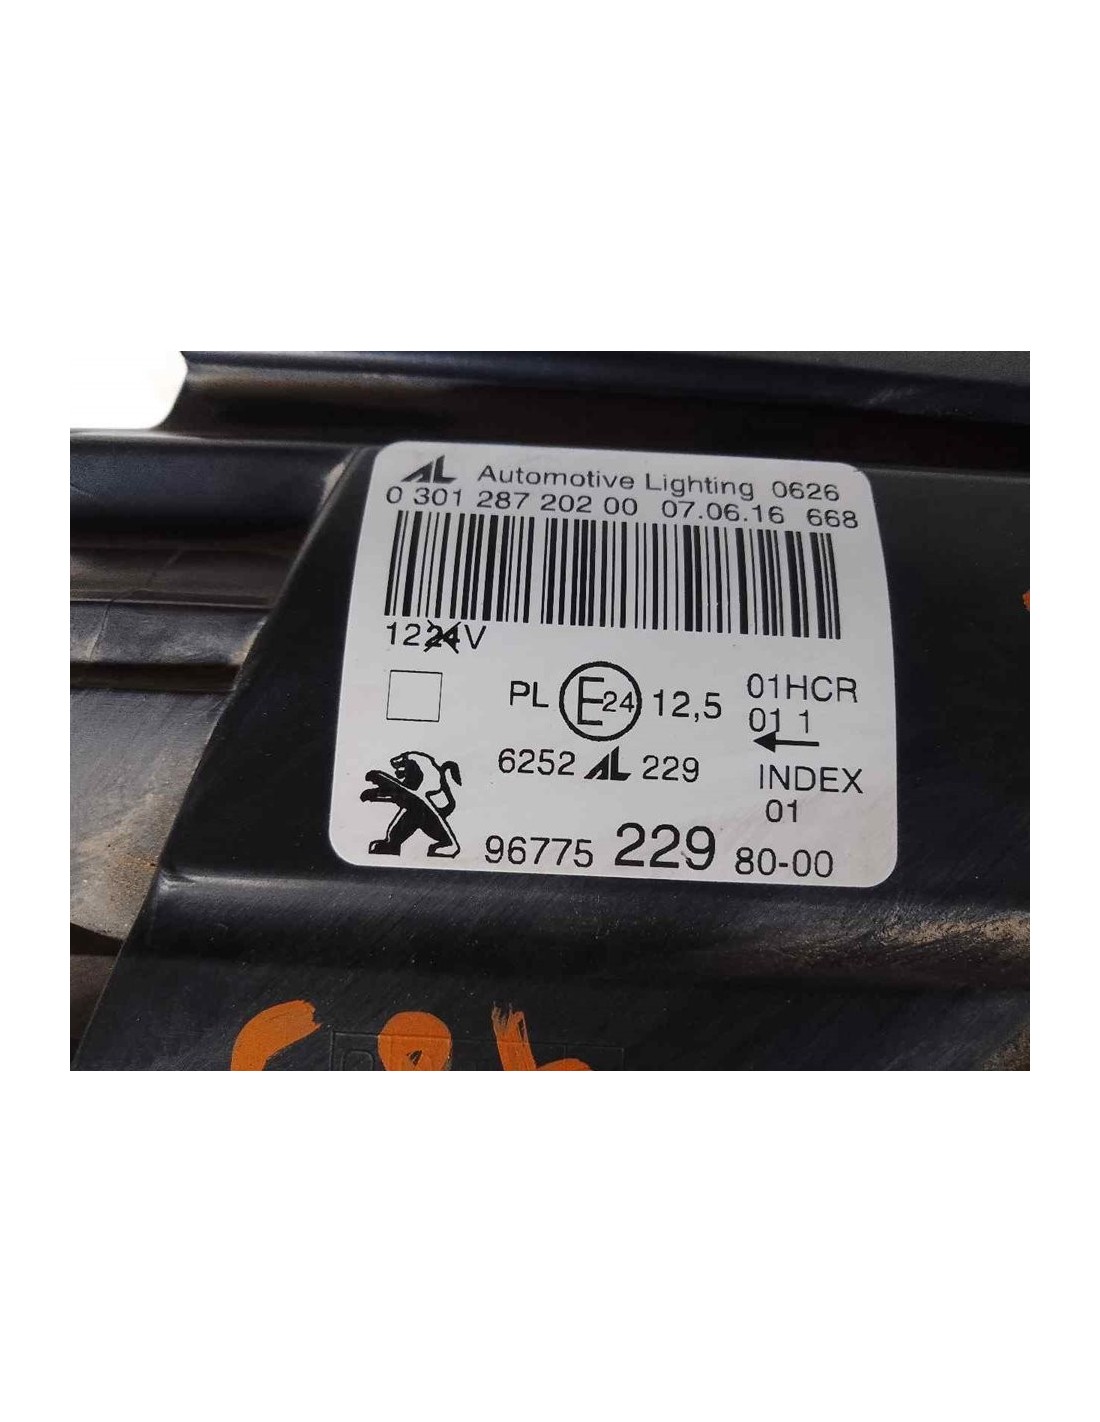 AL Automotive Lighting 0626
0 301 287 202 00 07.06.16 668
1224V
PL E24 12,5 01HCR
01 1
6252 AL 229
INDEX
01
96775 229 80-00